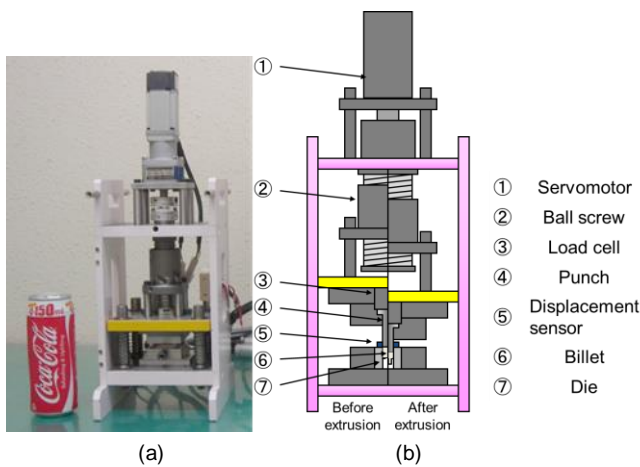 ¥150
Coca-Cola
①
②
③
④
⑤
⑥
⑦
Before
extrusion
After
extrusion
① Servomotor
② Ball screw
③ Load cell
④ Punch
⑤ Displacement
sensor
⑥ Billet
⑦ Die
(a)
(b)